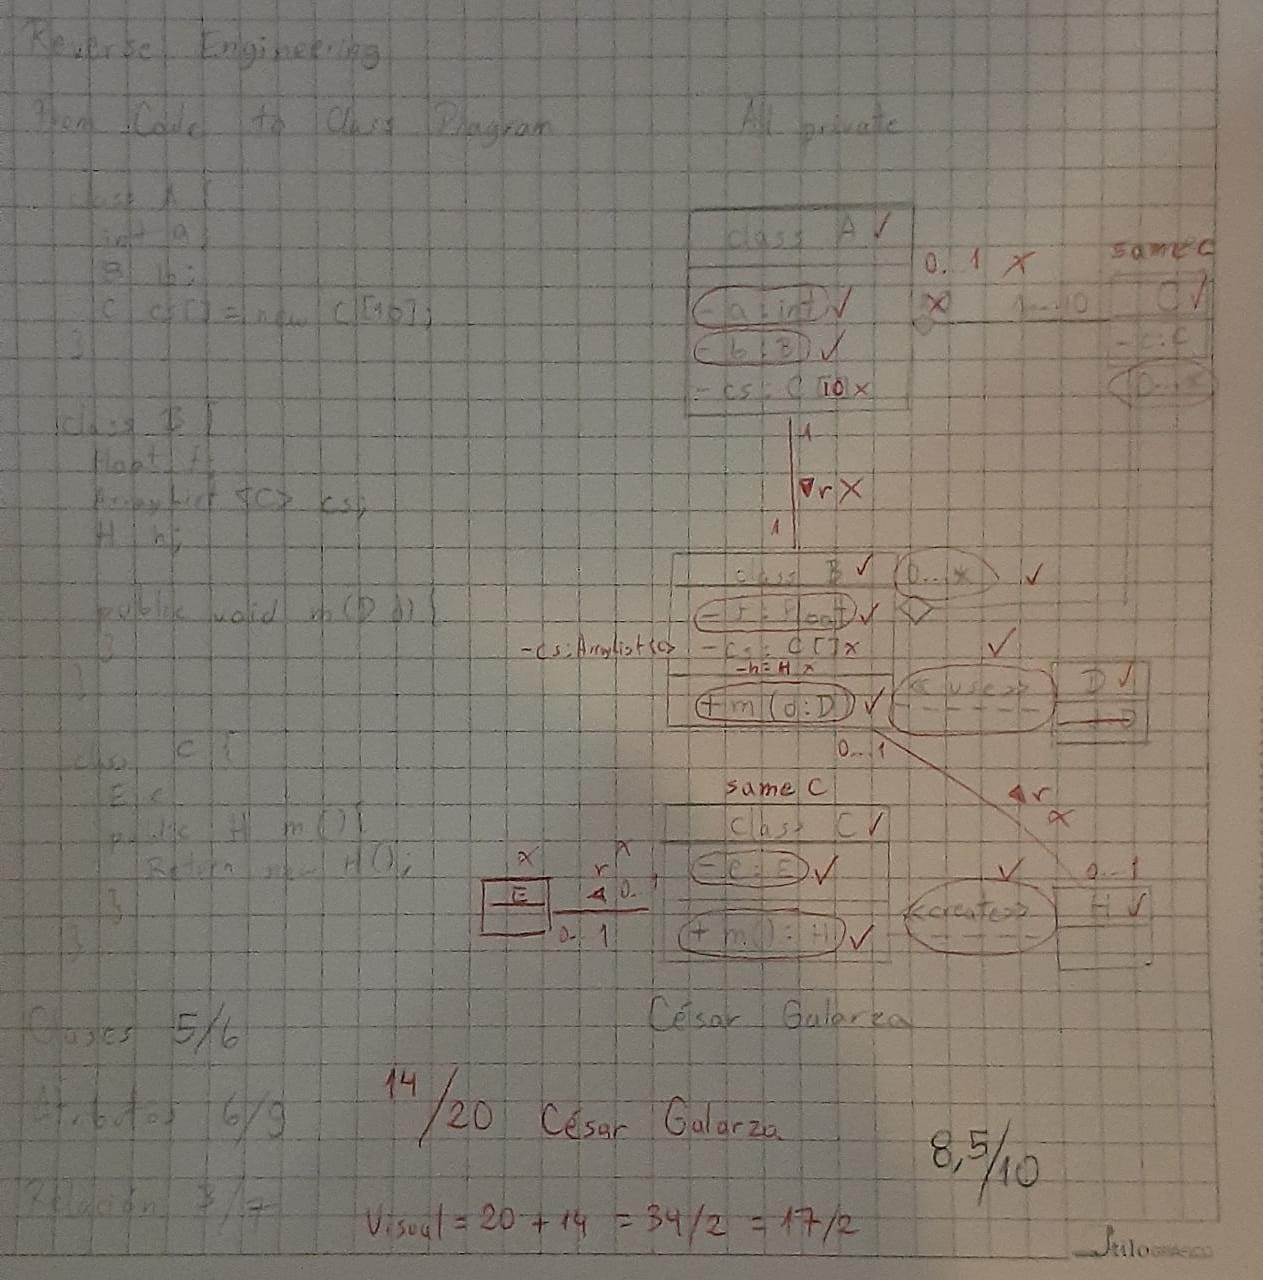 Reverse Engineering
From Code to Class Diagram All private
class A {
int a
B b;
C cs[] = new C[10];
}
class B {
float f;
ArrayList <C> cs;
H h;
public void m(D d) {
}
}
class C {
E e
public H m(){
Return new H();
}
}
class A ✓
- a : int ✓
- b : B ✓
- cs : C [10] x
0..1 x
same C
x 1...10 C ✓
0...*
1
▼r X
1
class B ✓ 0...* ✓
- f : Float ✓
-cs:Arraylist<C> - cs : C [] x
-h = H x
+ m (d:D) ✓ << use >> ✓ D ✓
0...1
◄ r
x
same C
class C ✓
- e : E ✓
+ m () : H ✓
x
E
r x
◄ 0..1
0..1
✓ 0..1
<<create>> H ✓
Clases 5/6 César Galarza
Atributos 6/9 14/20 César Galarza
8,5/10
Relación 3/7
Visual = 20 + 14 = 34/2 = 17/2